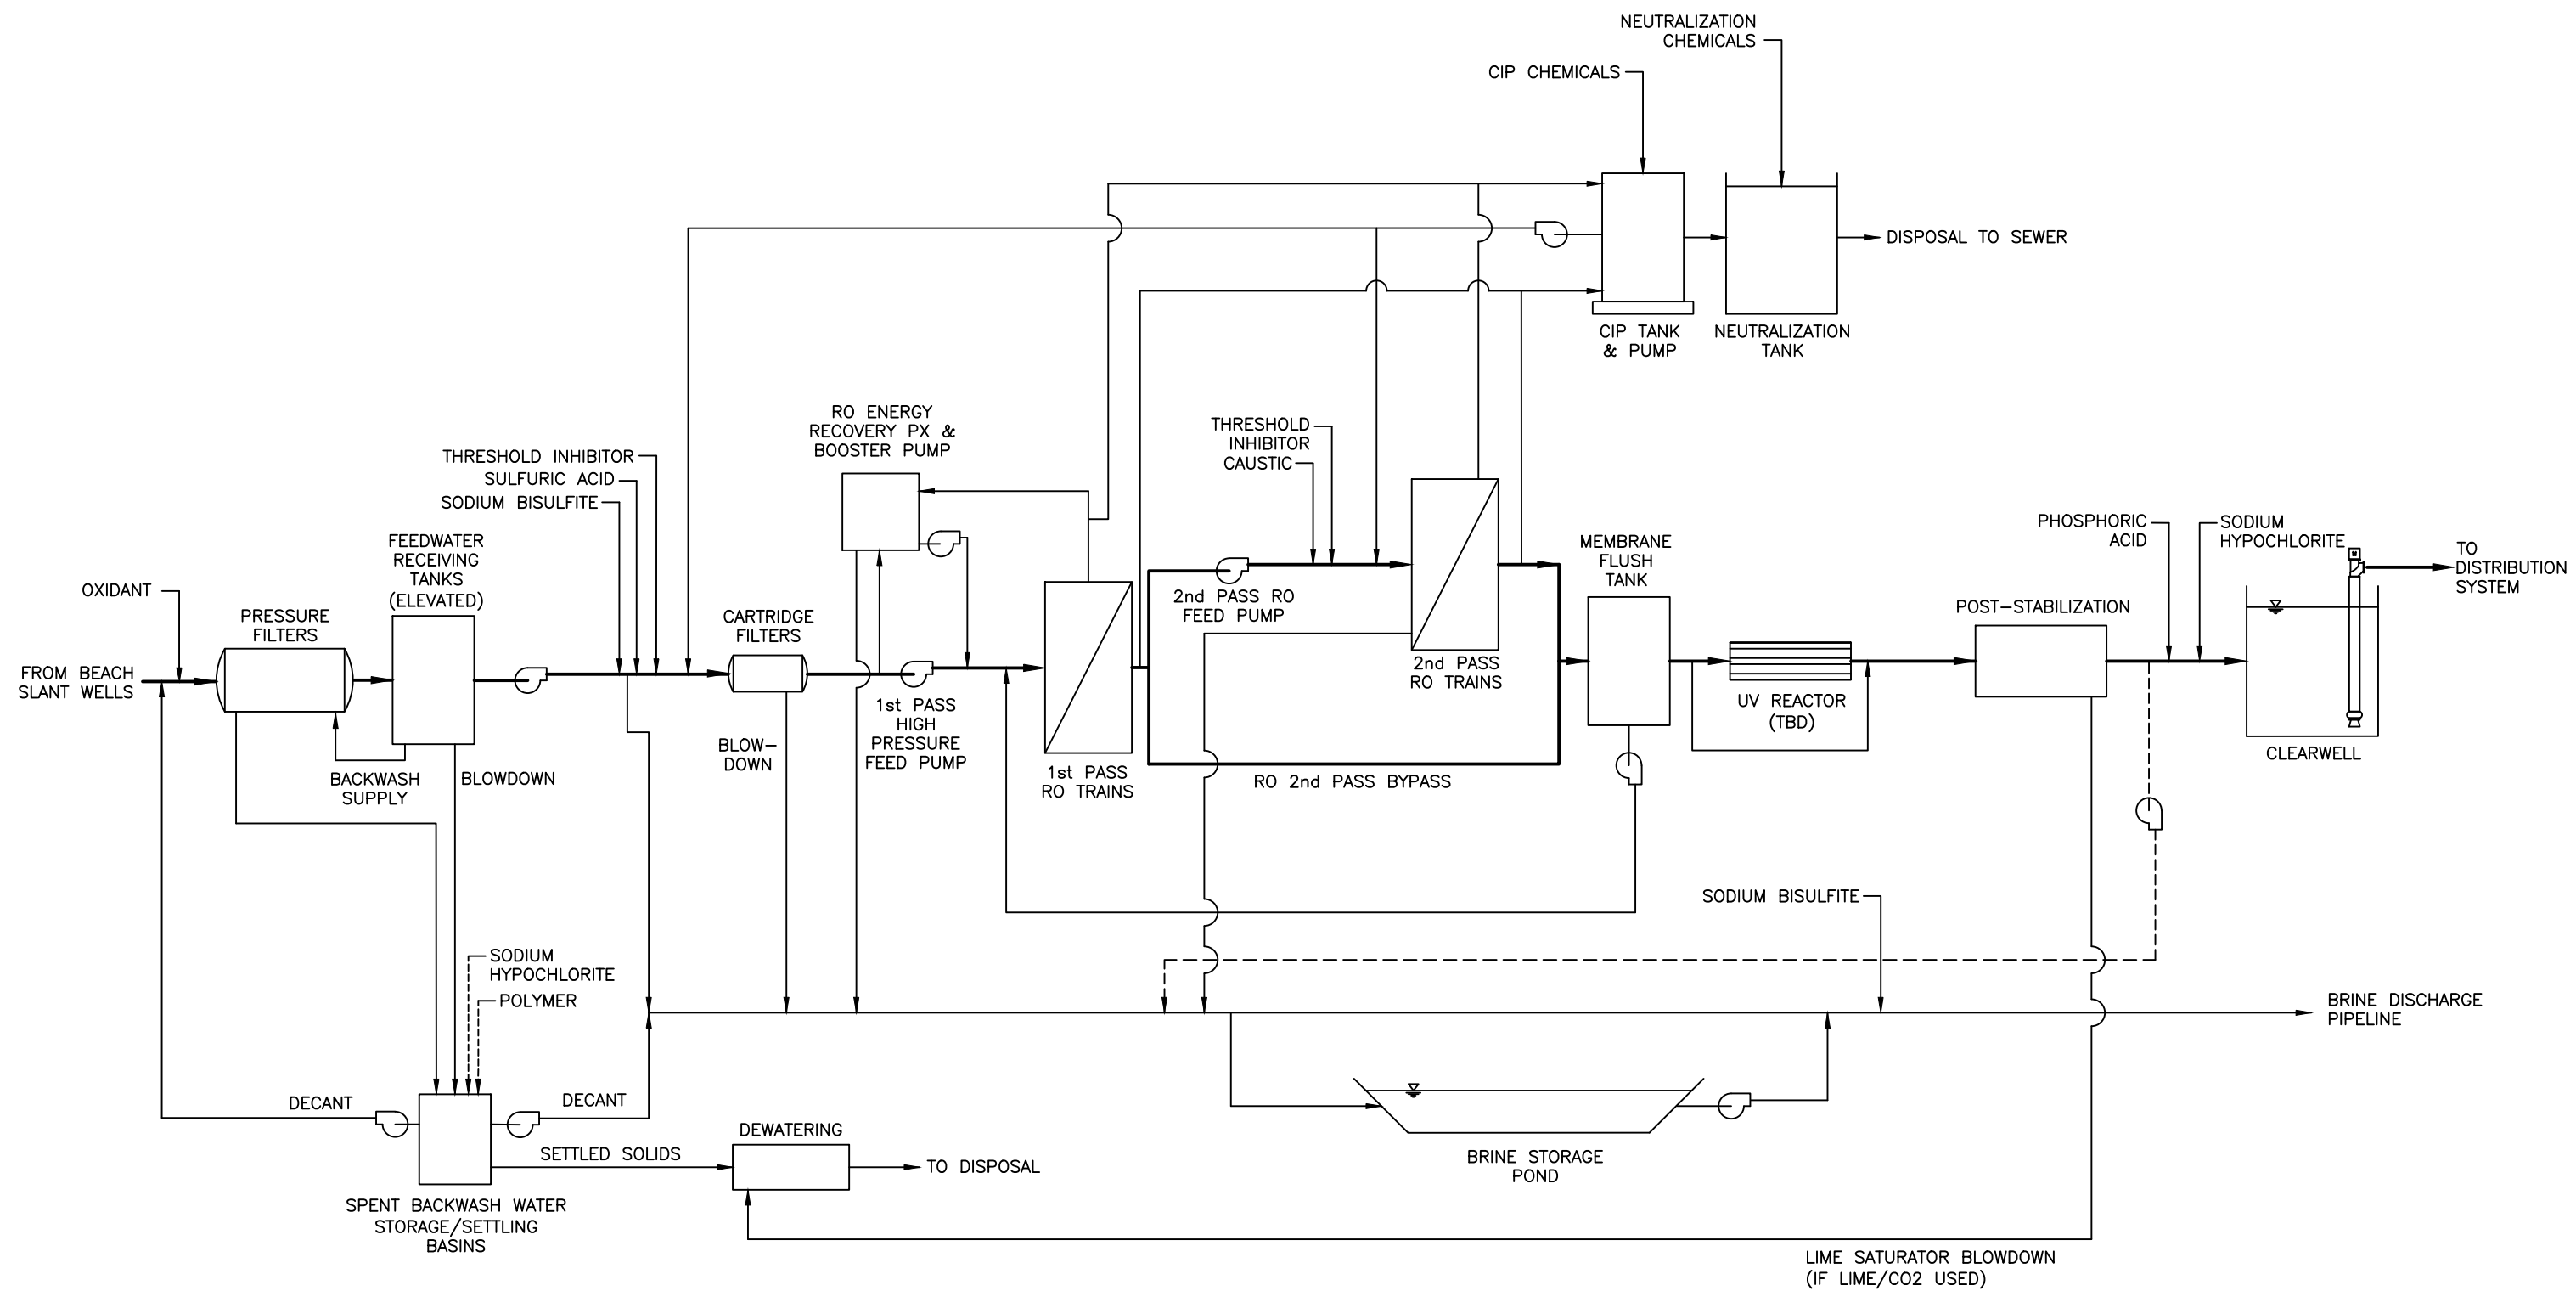 NEUTRALIZATION
CHEMICALS
CIP CHEMICALS
DISPOSAL TO SEWER
CIP TANK
& PUMP
NEUTRALIZATION
TANK
RO ENERGY
RECOVERY PX &
BOOSTER PUMP
THRESHOLD
INHIBITOR
CAUSTIC
THRESHOLD INHIBITOR
SULFURIC ACID
SODIUM BISULFITE
FEEDWATER
RECEIVING
TANKS
(ELEVATED)
OXIDANT
PRESSURE
FILTERS
FROM BEACH
SLANT WELLS
CARTRIDGE
FILTERS
2nd PASS RO
FEED PUMP
MEMBRANE
FLUSH
TANK
PHOSPHORIC
ACID
SODIUM
HYPOCHLORITE
TO
DISTRIBUTION
SYSTEM
POST-STABILIZATION
2nd PASS
RO TRAINS
UV REACTOR
(TBD)
1st PASS
HIGH
PRESSURE
FEED PUMP
BLOW-
DOWN
BACKWASH
SUPPLY
BLOWDOWN
1st PASS
RO TRAINS
RO 2nd PASS BYPASS
CLEARWELL
SODIUM BISULFITE
SODIUM
HYPOCHLORITE
POLYMER
BRINE DISCHARGE
PIPELINE
DECANT
DECANT
SETTLED SOLIDS
DEWATERING
TO DISPOSAL
BRINE STORAGE
POND
SPENT BACKWASH WATER
STORAGE/SETTLING
BASINS
LIME SATURATOR BLOWDOWN
(IF LIME/CO2 USED)